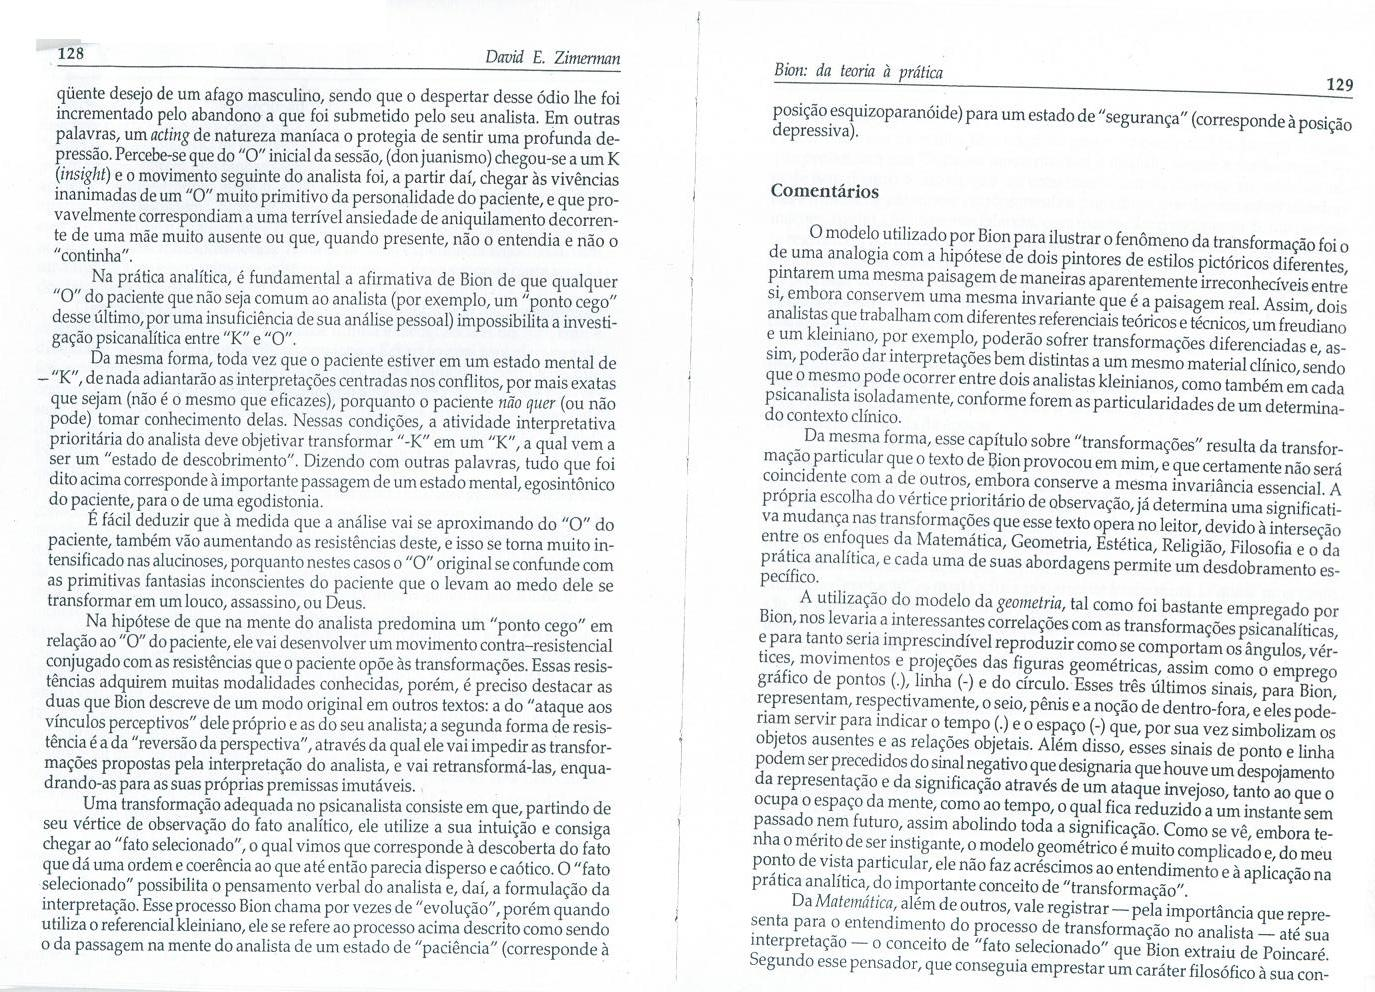 128
David E. Zimerman
qüente desejo de um afago masculino, sendo que o despertar desse ódio lhe foi
incrementado pelo abandono a que foi submetido pelo seu analista. Em outras
palavras, um acting de natureza maníaca o protegia de sentir uma profunda de-
pressão. Percebe-se que do "O" inicial da sessão, (don juanismo) chegou-se a um K
(insight) e o movimento seguinte do analista foi, a partir daí, chegar às vivências
inanimadas de um "O" muito primitivo da personalidade do paciente, e que pro-
vavelmente correspondiam a uma terrível ansiedade de aniquilamento decorren-
te de uma mãe muito ausente ou que, quando presente, não o entendia e não o
"continha".
Na prática analítica, é fundamental a afirmativa de Bion de que qualquer
"O" do paciente que não seja comum ao analista (por exemplo, um "ponto cego"
desse último, por uma insuficiência de sua análise pessoal) impossibilita a investi-
gação psicanalítica entre "K" e "O".
Da mesma forma, toda vez que o paciente estiver em um estado mental de
–"K", de nada adiantarão as interpretações centradas nos conflitos, por mais exatas
que sejam (não é o mesmo que eficazes), porquanto o paciente não quer (ou não
pode) tomar conhecimento delas. Nessas condições, a atividade interpretativa
prioritária do analista deve objetivar transformar "-K" em um "K", a qual vem a
ser um "estado de descobrimento". Dizendo com outras palavras, tudo que foi
dito acima corresponde à importante passagem de um estado mental, egosintônico
do paciente, para o de uma egodistonia.
É fácil deduzir que à medida que a análise vai se aproximando do "O" do
paciente, também vão aumentando as resistências deste, e isso se torna muito in-
tensificado nas alucinoses, porquanto nestes casos o "O" original se confunde com
as primitivas fantasias inconscientes do paciente que o levam ao medo dele se
transformar em um louco, assassino, ou Deus.
Na hipótese de que na mente do analista predomina um "ponto cego" em
relação ao "O" do paciente, ele vai desenvolver um movimento contra–resistencial
conjugado com as resistências que o paciente opõe às transformações. Essas resis-
tências adquirem muitas modalidades conhecidas, porém, é preciso destacar as
duas que Bion descreve de um modo original em outros textos: a do "ataque aos
vínculos perceptivos" dele próprio e as do seu analista; a segunda forma de resis-
tência é a da "reversão da perspectiva", através da qual ele vai impedir as transfor-
mações propostas pela interpretação do analista, e vai retransformá-las, enqua-
drando-as para as suas próprias premissas imutáveis.
Uma transformação adequada no psicanalista consiste em que, partindo de
seu vértice de observação do fato analítico, ele utilize a sua intuição e consiga
chegar ao "fato selecionado", o qual vimos que corresponde à descoberta do fato
que dá uma ordem e coerência ao que até então parecia disperso e caótico. O "fato
selecionado" possibilita o pensamento verbal do analista e, daí, a formulação da
interpretação. Esse processo Bion chama por vezes de "evolução", porém quando
utiliza o referencial kleiniano, ele se refere ao processo acima descrito como sendo
o da passagem na mente do analista de um estado de "paciência" (corresponde à
Bion: da teoria à prática
129
posição esquizoparanóide) para um estado de "segurança" (corresponde à posição
depressiva).
Comentários
O modelo utilizado por Bion para ilustrar o fenômeno da transformação foi o
de uma analogia com a hipótese de dois pintores de estilos pictóricos diferentes,
pintarem uma mesma paisagem de maneiras aparentemente irreconhecíveis entre
si, embora conservem uma mesma invariante que é a paisagem real. Assim, dois
analistas que trabalham com diferentes referenciais teóricos e técnicos, um freudiano
e um kleiniano, por exemplo, poderão sofrer transformações diferenciadas e, as-
sim, poderão dar interpretações bem distintas a um mesmo material clínico, sendo
que o mesmo pode ocorrer entre dois analistas kleinianos, como também em cada
psicanalista isoladamente, conforme forem as particularidades de um determina-
do contexto clínico.
Da mesma forma, esse capítulo sobre "transformações" resulta da transfor-
mação particular que o texto de Bion provocou em mim, e que certamente não será
coincidente com a de outros, embora conserve a mesma invariância essencial. A
própria escolha do vértice prioritário de observação, já determina uma significati-
va mudança nas transformações que esse texto opera no leitor, devido à interseção
entre os enfoques da Matemática, Geometria, Estética, Religião, Filosofia e o da
prática analítica, e cada uma de suas abordagens permite um desdobramento es-
pecífico.
A utilização do modelo da geometria, tal como foi bastante empregado por
Bion, nos levaria a interessantes correlações com as transformações psicanalíticas,
e para tanto seria imprescindível reproduzir como se comportam os ângulos, vér-
tices, movimentos e projeções das figuras geométricas, assim como o emprego
gráfico de pontos (.), linha (-) e do círculo. Esses três últimos sinais, para Bion,
representam, respectivamente, o seio, pênis e a noção de dentro-fora, e eles pode-
riam servir para indicar o tempo (.) e o espaço (-) que, por sua vez simbolizam os
objetos ausentes e as relações objetais. Além disso, esses sinais de ponto e linha
podem ser precedidos do sinal negativo que designaria que houve um despojamento
da representação e da significação através de um ataque invejoso, tanto ao que o
ocupa o espaço da mente, como ao tempo, o qual fica reduzido a um instante sem
passado nem futuro, assim abolindo toda a significação. Como se vê, embora te-
nha o mérito de ser instigante, o modelo geométrico é muito complicado e, do meu
ponto de vista particular, ele não faz acréscimos ao entendimento e à aplicação na
prática analítica, do importante conceito de "transformação".
Da Matemática, além de outros, vale registrar — pela importância que repre-
senta para o entendimento do processo de transformação no analista — até sua
interpretação — o conceito de "fato selecionado" que Bion extraiu de Poincaré.
Segundo esse pensador, que conseguia emprestar um caráter filosófico à sua con-